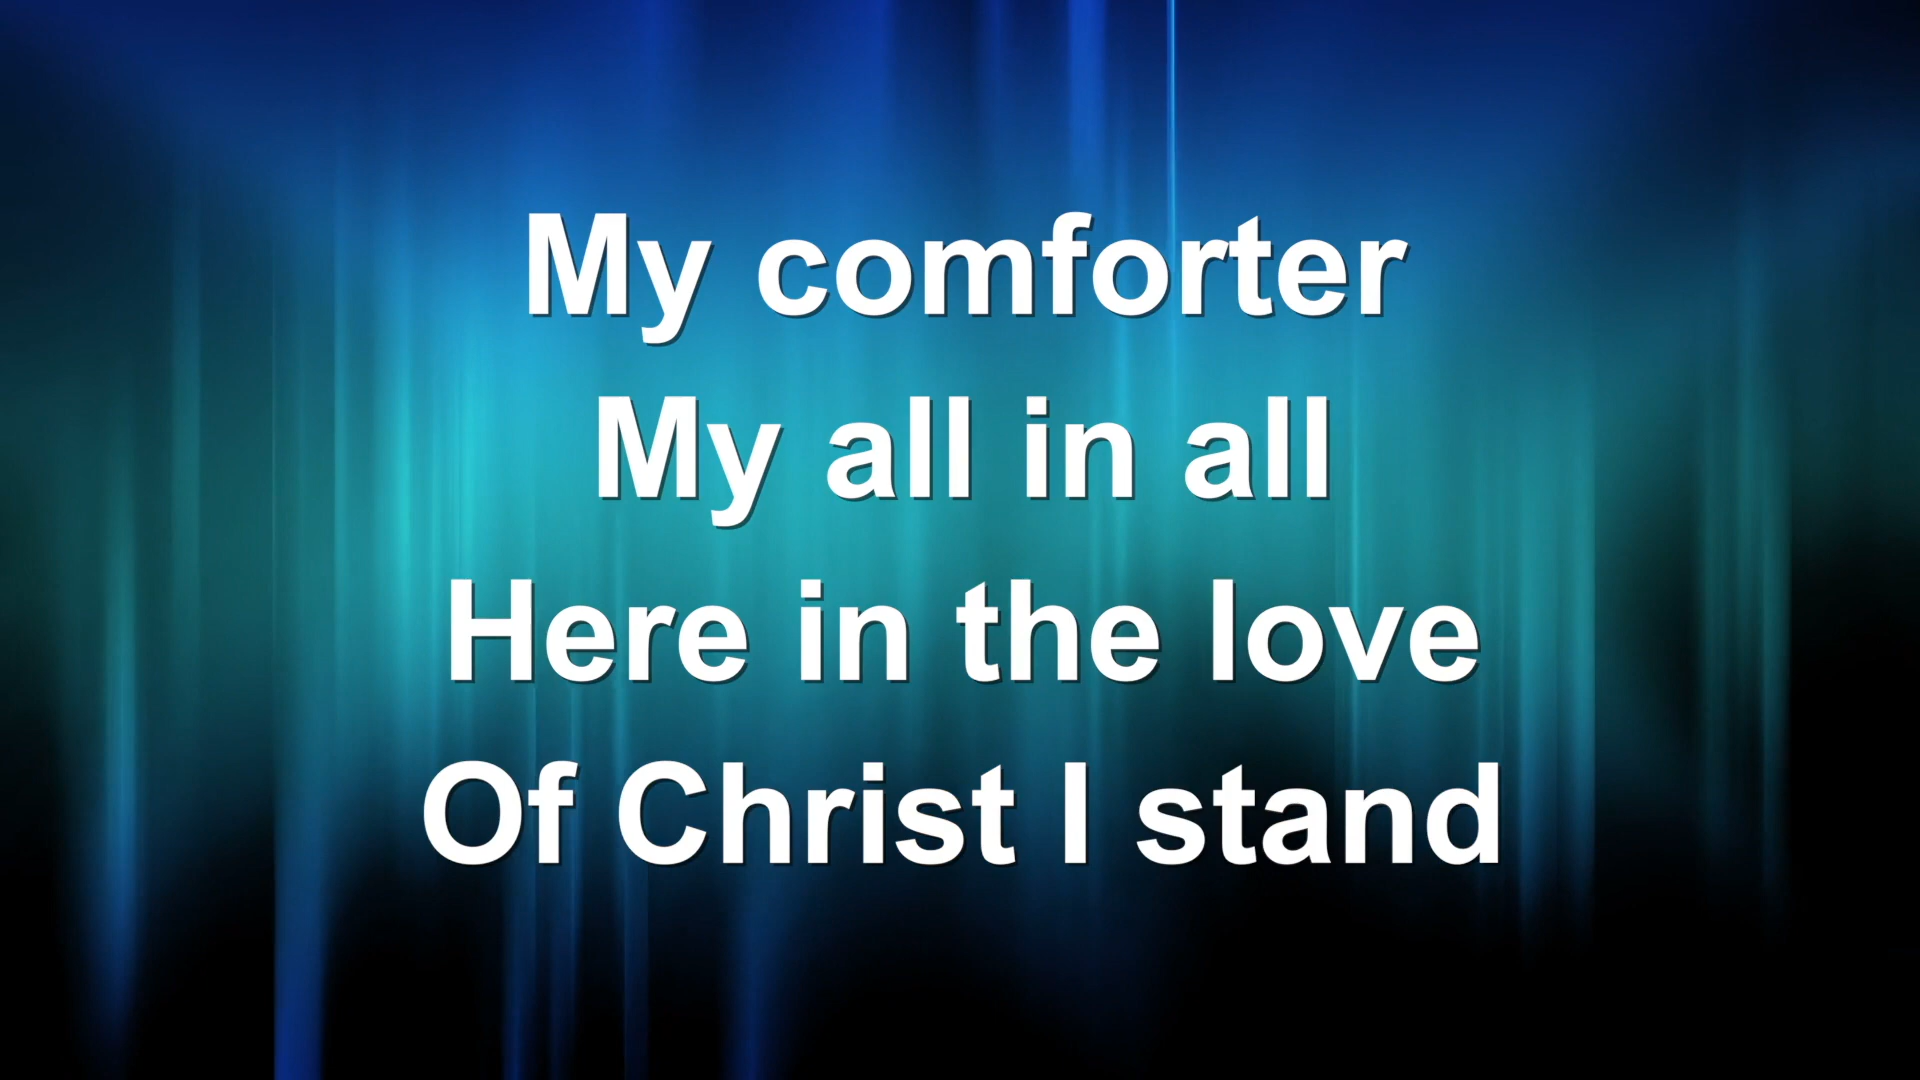 My comforter
My all in all
Here in the love
Of Christ I stand